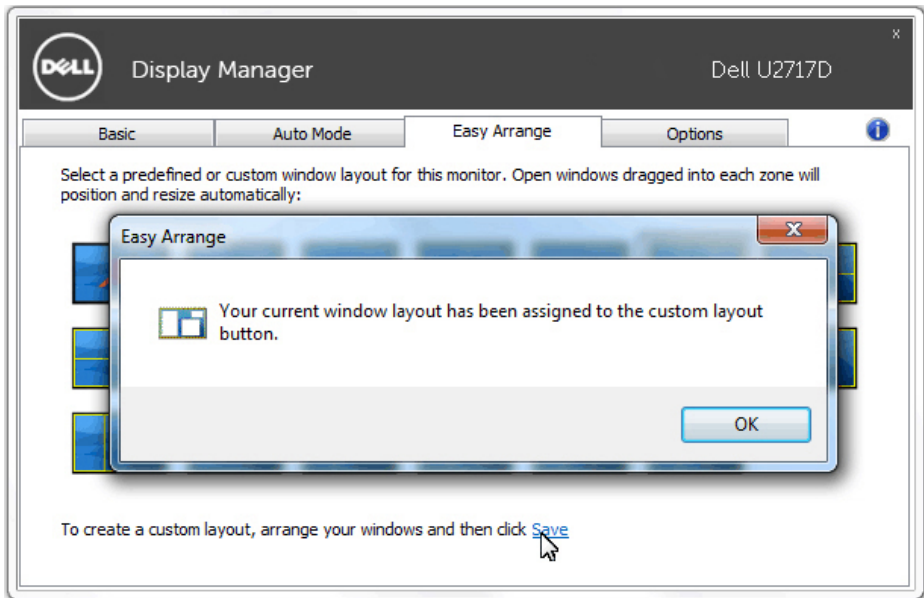 DELL
Display Manager
Dell U2717D
x
Basic
Auto Mode
Easy Arrange
Options
i
Select a predefined or custom window layout for this monitor. Open windows dragged into each zone will
position and resize automatically:
Easy Arrange
x
Your current window layout has been assigned to the custom layout
button.
OK
To create a custom layout, arrange your windows and then click Save